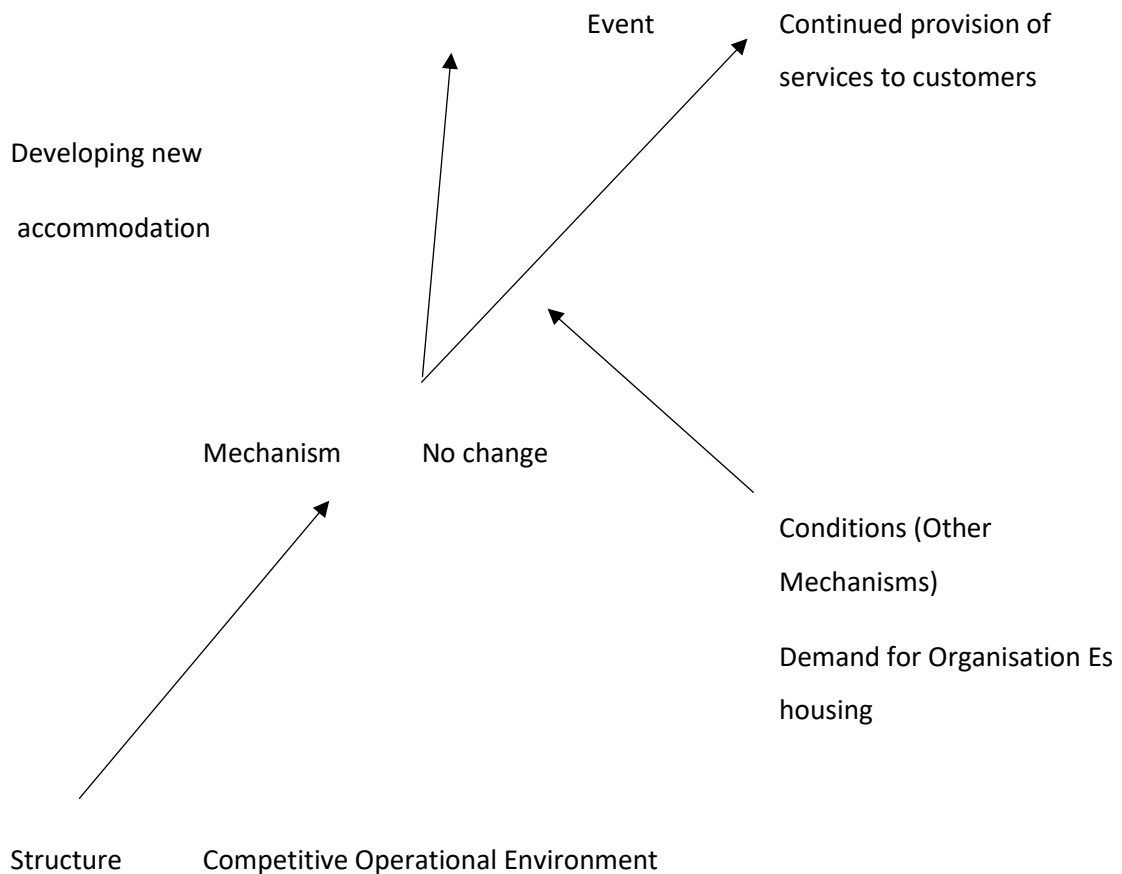 Event Continued provision of
services to customers
Developing new
accommodation
Mechanism No change
Conditions (Other
Mechanisms)
Demand for Organisation Es
housing
Structure Competitive Operational Environment